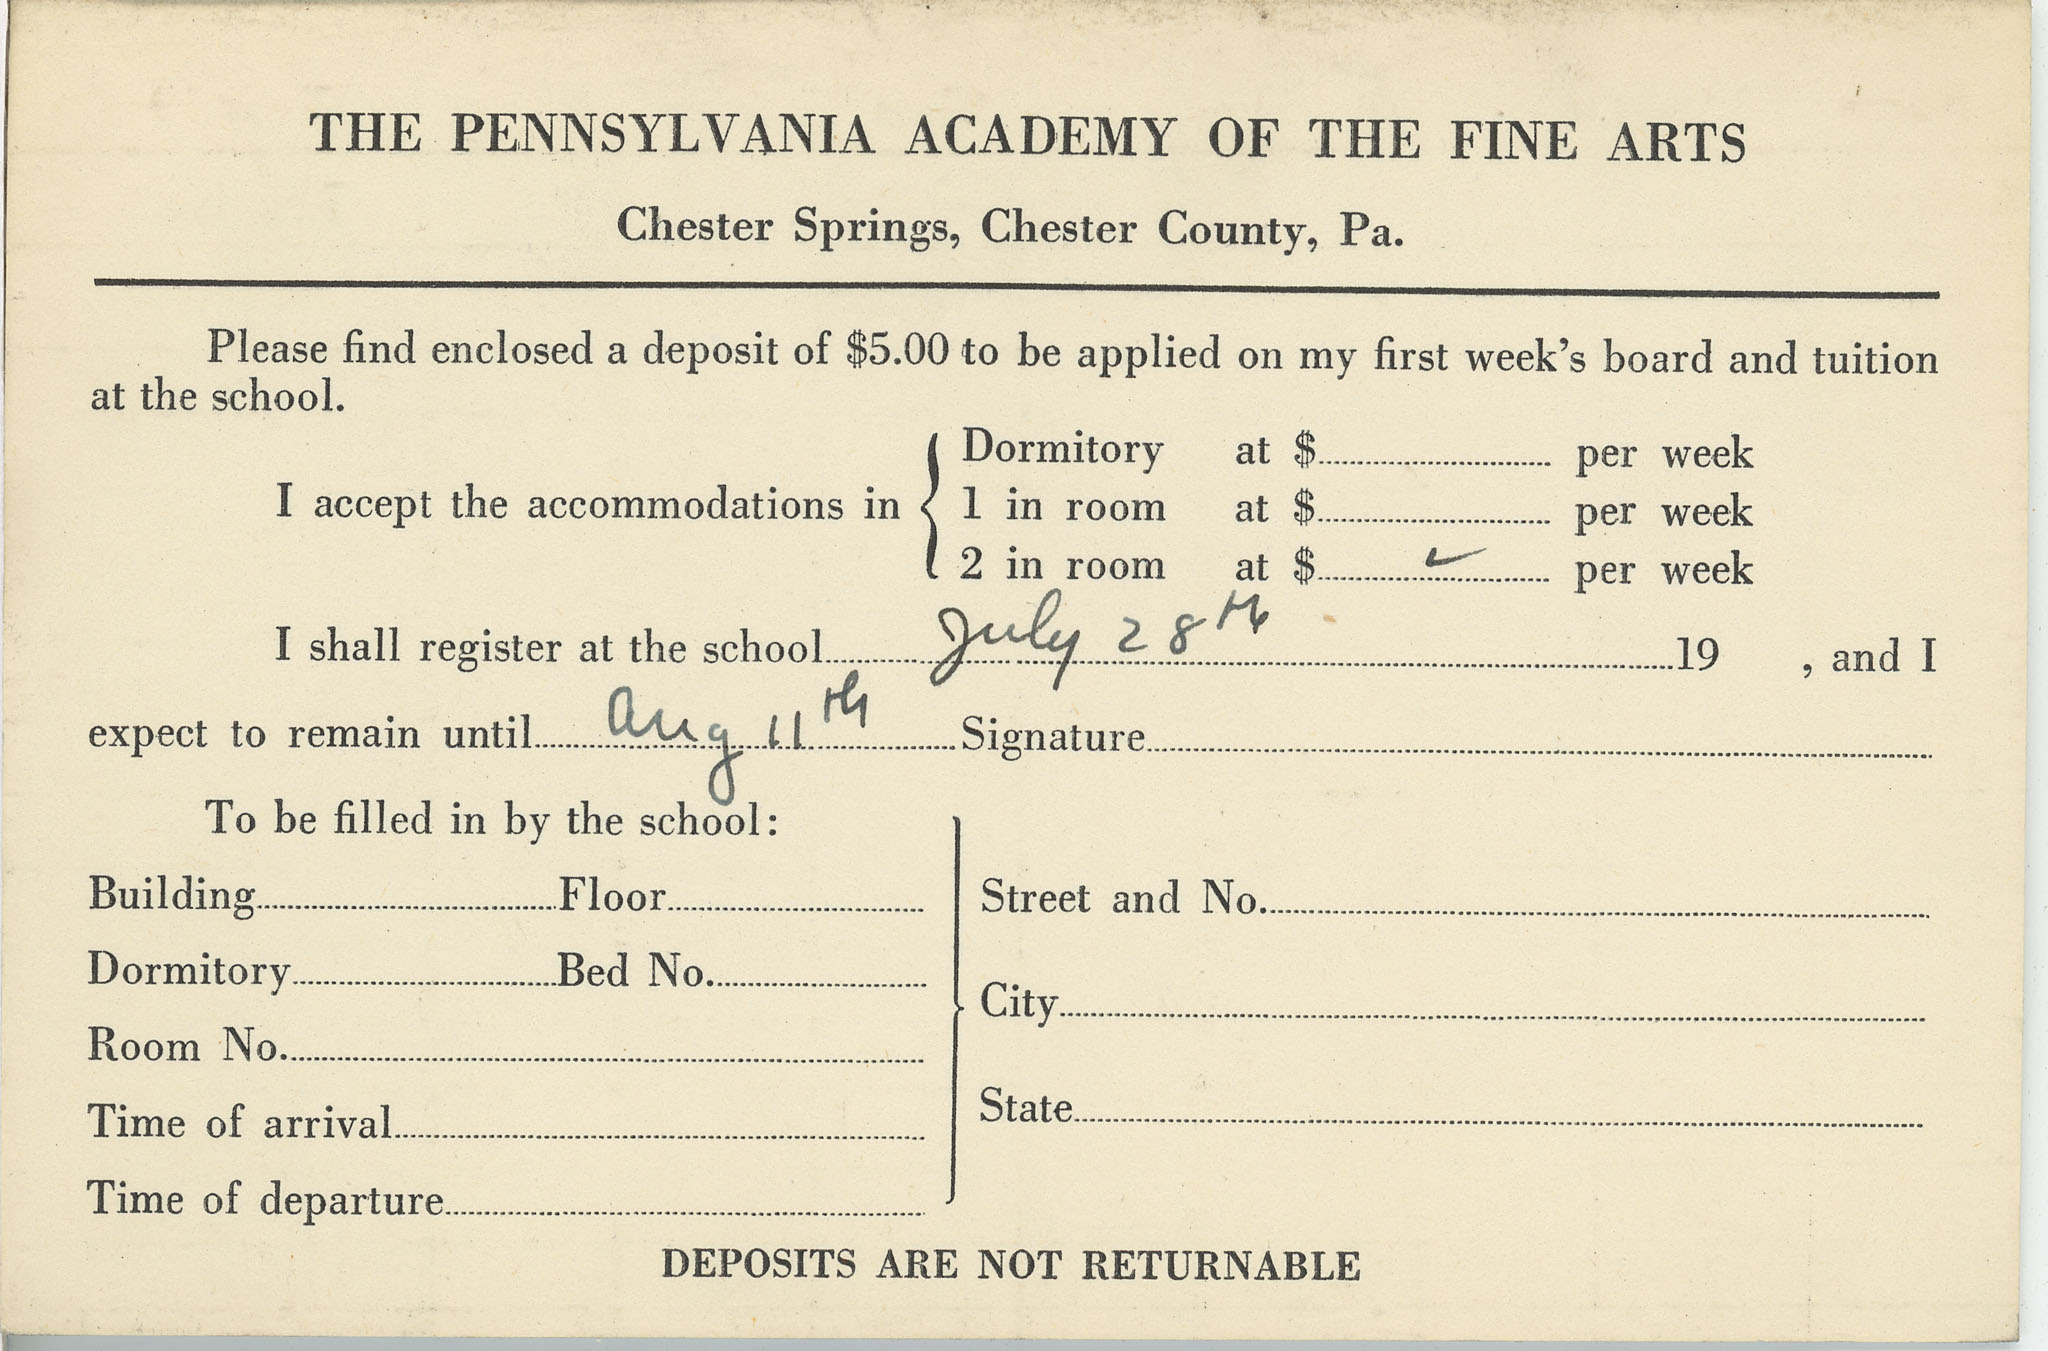 THE PENNSYLVANIA ACADEMY OF THE FINE ARTS
Chester Springs, Chester County, Pa.
Please find enclosed a deposit of $5.00 to be applied on my first week's board and tuition
at the school.
Dormitory at $ per week
I accept the accommodations in 1 in room at $ per week
2 in room at $ ✓ per week
I shall register at the school July 28th 19 , and I
expect to remain until Aug 11th Signature
To be filled in by the school:
Building Floor Street and No.
Dormitory Bed No.
City
Room No.
State
Time of arrival
Time of departure
DEPOSITS ARE NOT RETURNABLE